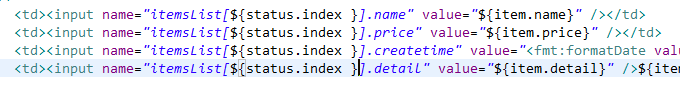 <td><input name="itemsList[${status.index }].name" value="${item.name}" /></td>
<td><input name="itemsList[${status.index }].price" value="${item.price}" /></td>
<td><input name="itemsList[${status.index }].createtime" value="<fmt:formatDate val
<td><input name="itemsList[${status.index }].detail" value="${item.detail}" />${iten